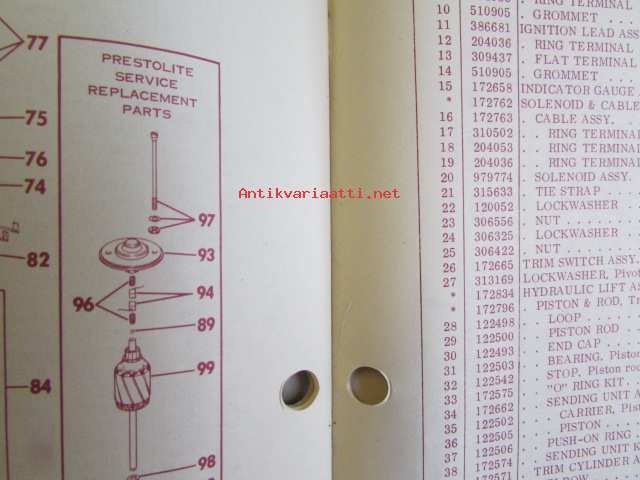 77
PRESTOLITE
SERVICE
REPLACEMENT
PARTS
75
76
74
82
84
97
93
96
94
89
99
98
Antikvariaatti.net
RING TERMINAL
10 510905 . GROMMET . . .
11 386681 IGNITION LEAD ASS
12 204036 . RING TERMINAL
13 309437 . FLAT TERMINAL
14 510905 . GROMMET . . .
15 172658 INDICATOR GAUGE
* 172762 SOLENOID & CABLE
16 172763 . CABLE ASSY. . .
17 310502 . . RING TERMINAL
18 204053 . . RING TERMINAL
19 204036 . . RING TERMINAL
20 979774 . SOLENOID ASSY.
21 315633 . TIE STRAP . .
22 120052 . LOCKWASHER
23 306556 . NUT . . . .
24 306325 . LOCKWASHER
25 306422 . NUT . . . .
26 172665 TRIM SWITCH ASSY.
27 313169 LOCKWASHER, Pivot
* 172834 HYDRAULIC LIFT AS
* 172796 . PISTON & ROD, Tr
28 122498 . . LOOP . . . .
29 122500 . . PISTON ROD
30 122493 . . END CAP . . .
31 122503 . . BEARING, Piston
32 122542 . . STOP, Piston rod
33 172575 . . "O" RING KIT .
34 172662 . . SENDING UNIT A
35 122502 . . . CARRIER, Pis
36 122505 . . . PISTON . . .
37 122506 . . PUSH-ON RING
38 172574 . . SENDING UNIT K
172571 . TRIM CYLINDER A